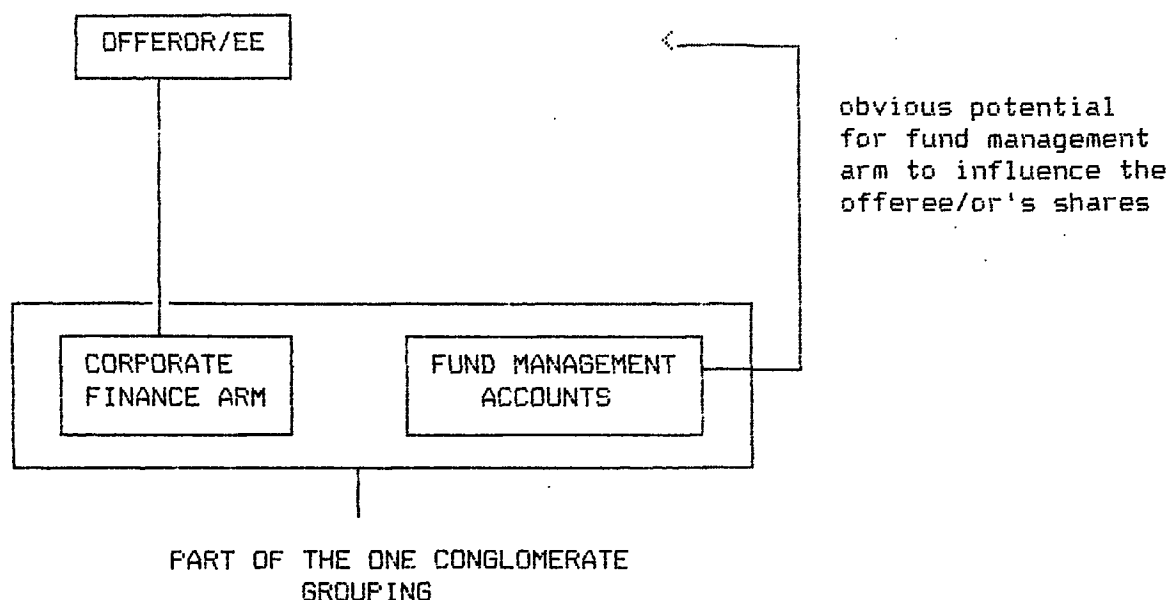 OFFEROR/EE
obvious potential
for fund management
arm to influence the
offeree/or's shares
CORPORATE
FINANCE ARM
FUND MANAGEMENT
ACCOUNTS
PART OF THE ONE CONGLOMERATE
GROUPING